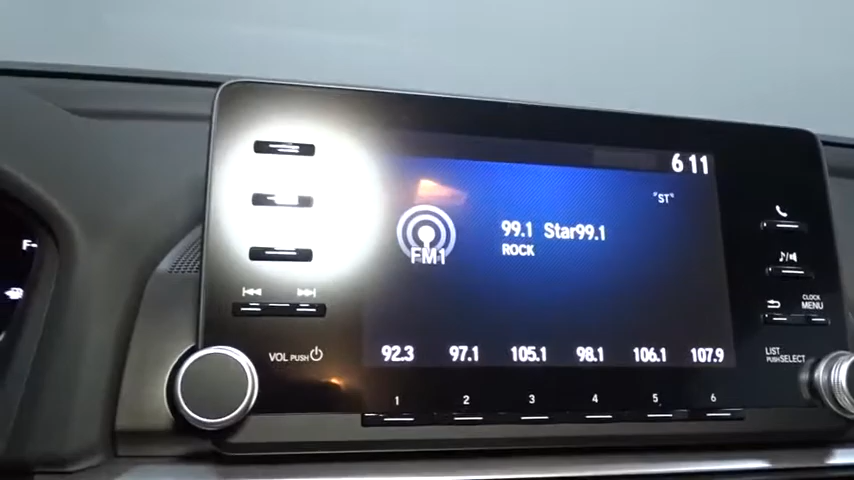 6 11
"ST"
99.1 Star99.1
ROCK
FM1
F
VOL PUSH
92.3 97.1 105.1 98.1 106.1 107.9
1 2 3 4 5 6
CLOCK
MENU
LIST
PUSH SELECT